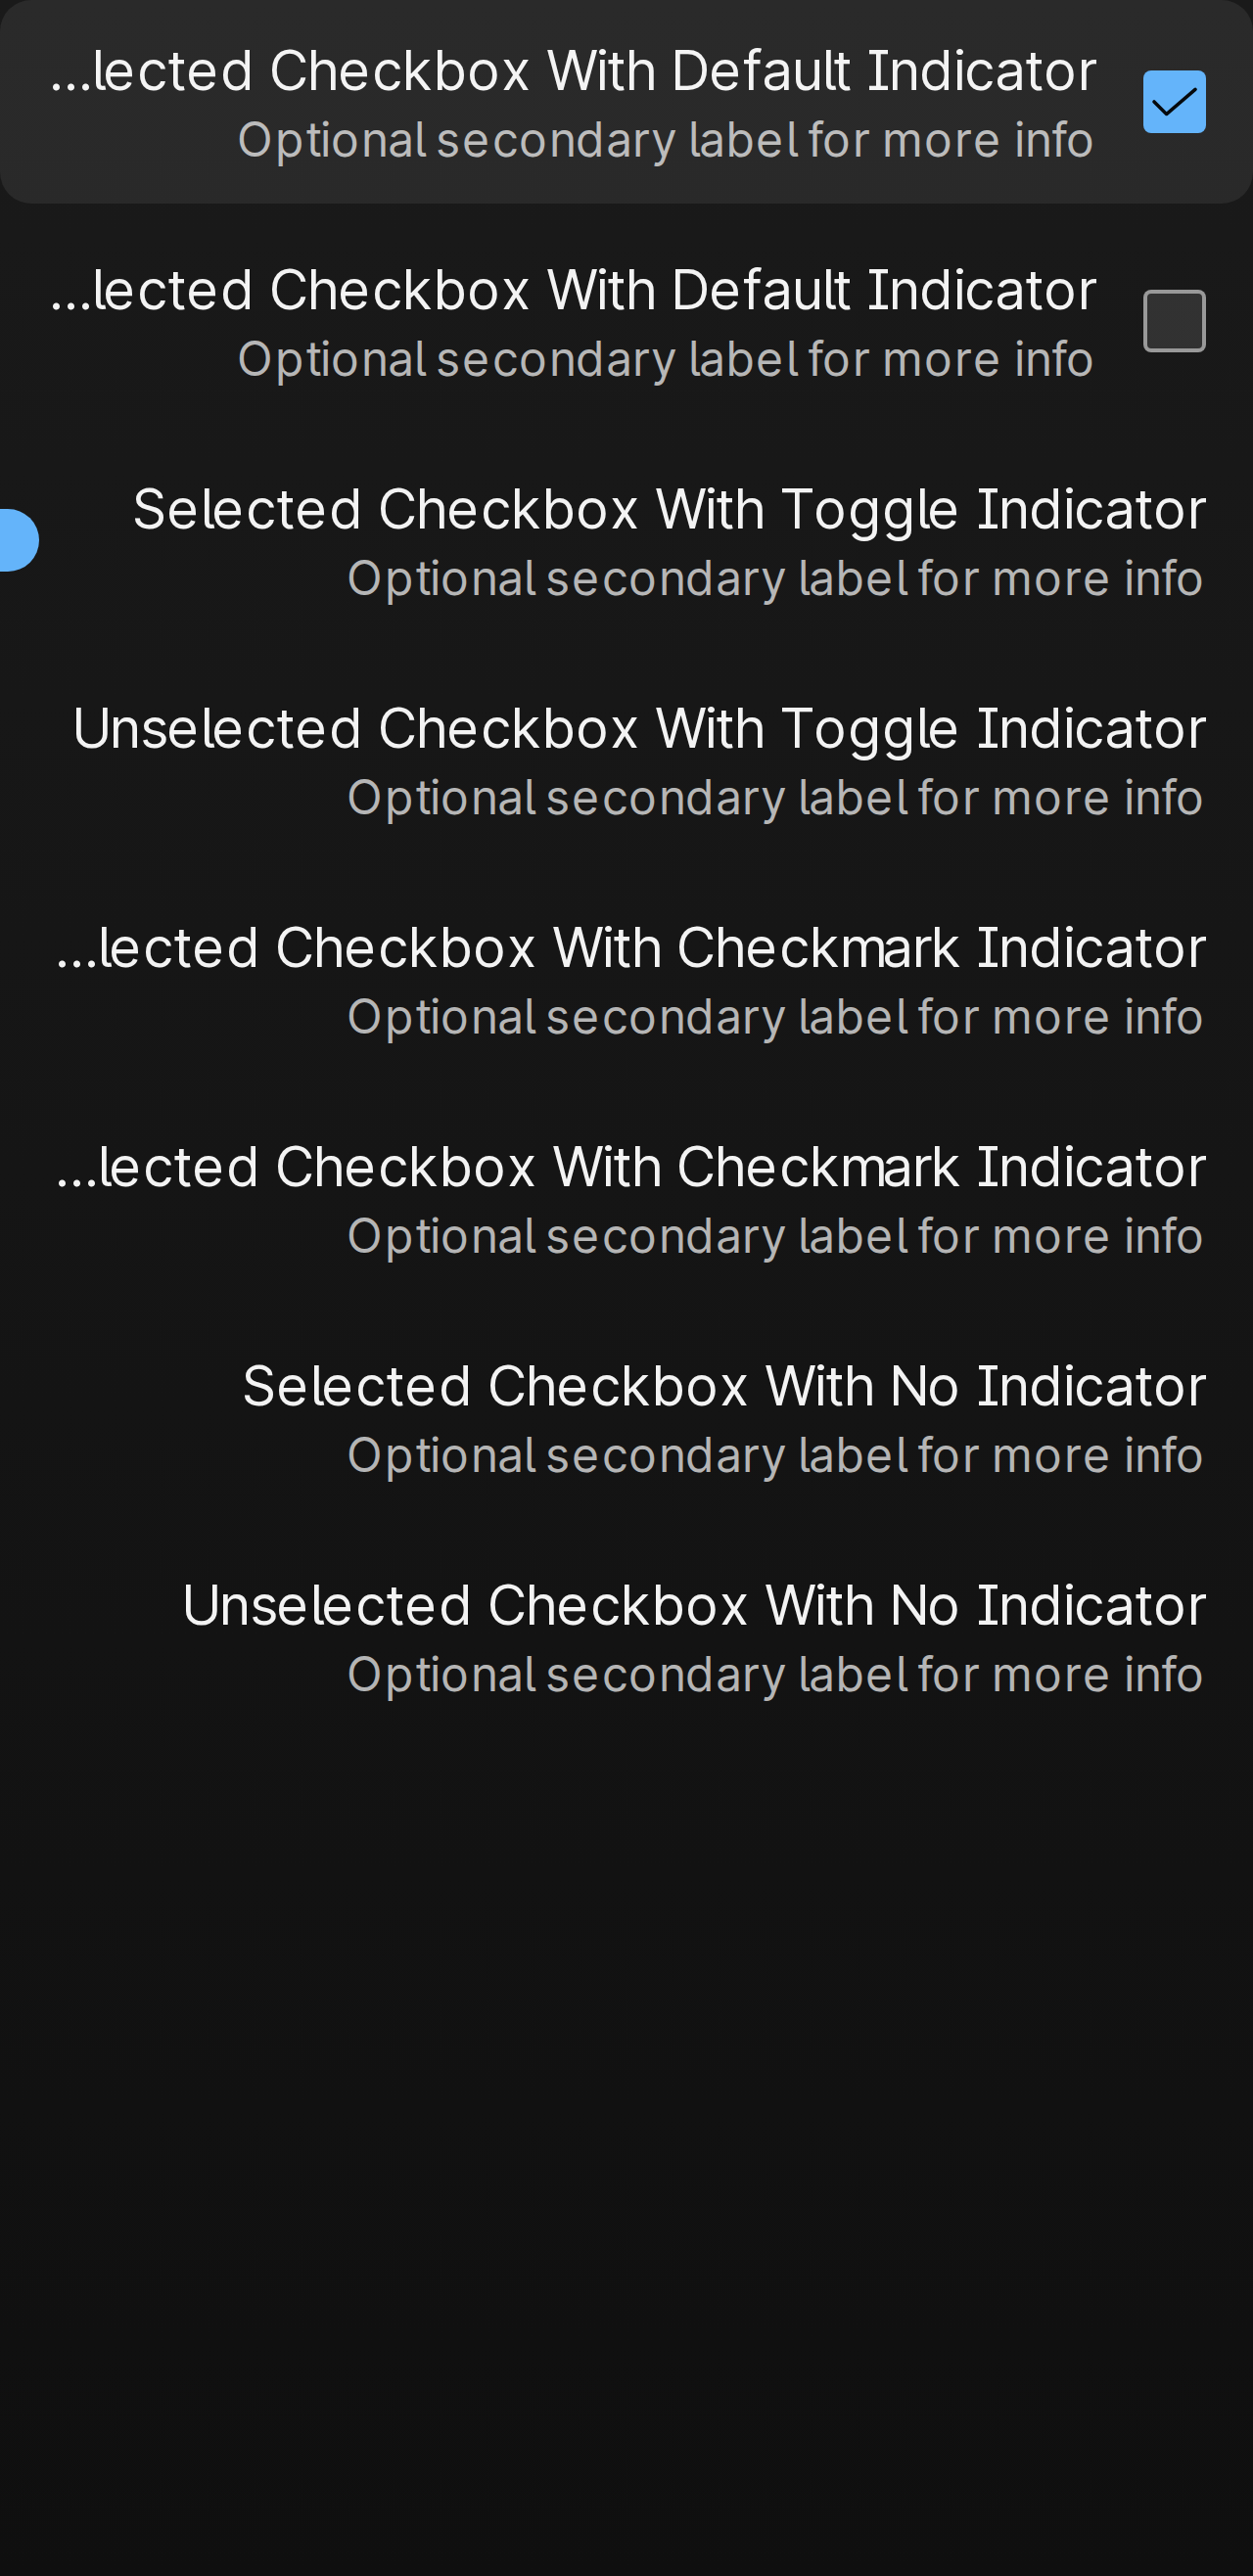 ...lected Checkbox With Default Indicator
Optional secondary label for more info
...lected Checkbox With Default Indicator
Optional secondary label for more info
Selected Checkbox With Toggle Indicator
Optional secondary label for more info
Unselected Checkbox With Toggle Indicator
Optional secondary label for more info
...lected Checkbox With Checkmark Indicator
Optional secondary label for more info
...lected Checkbox With Checkmark Indicator
Optional secondary label for more info
Selected Checkbox With No Indicator
Optional secondary label for more info
Unselected Checkbox With No Indicator
Optional secondary label for more info